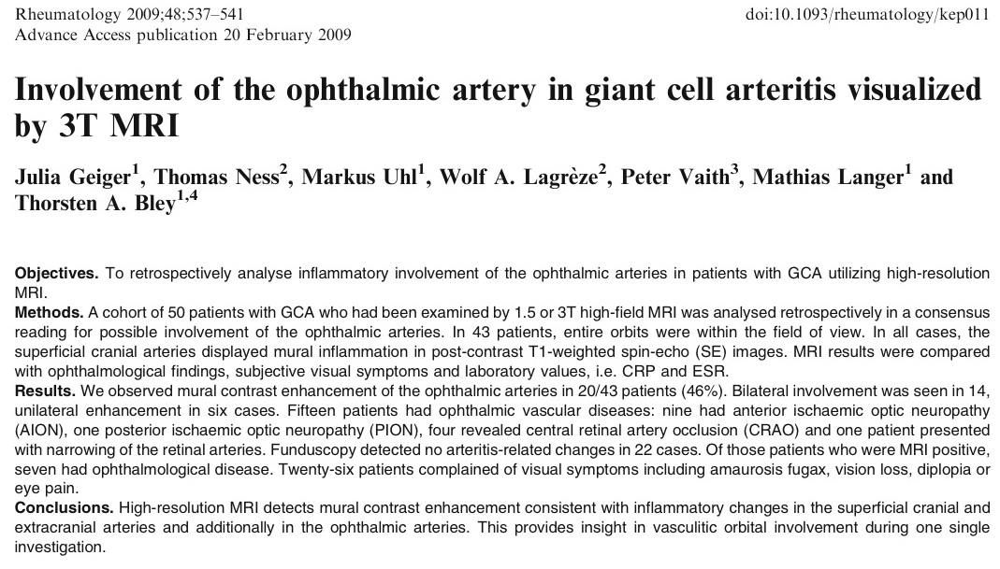 Rheumatology 2009;48;537–541
doi:10.1093/rheumatology/kep011
Advance Access publication 20 February 2009
Involvement of the ophthalmic artery in giant cell arteritis visualized
by 3T MRI
Julia Geiger1, Thomas Ness2, Markus Uhl1, Wolf A. Lagrèze2, Peter Vaith3, Mathias Langer1 and
Thorsten A. Bley1,4
Objectives. To retrospectively analyse inflammatory involvement of the ophthalmic arteries in patients with GCA utilizing high-resolution
MRI.
Methods. A cohort of 50 patients with GCA who had been examined by 1.5 or 3T high-field MRI was analysed retrospectively in a consensus
reading for possible involvement of the ophthalmic arteries. In 43 patients, entire orbits were within the field of view. In all cases, the
superficial cranial arteries displayed mural inflammation in post-contrast T1-weighted spin-echo (SE) images. MRI results were compared
with ophthalmological findings, subjective visual symptoms and laboratory values, i.e. CRP and ESR.
Results. We observed mural contrast enhancement of the ophthalmic arteries in 20/43 patients (46%). Bilateral involvement was seen in 14,
unilateral enhancement in six cases. Fifteen patients had ophthalmic vascular diseases: nine had anterior ischaemic optic neuropathy
(AION), one posterior ischaemic optic neuropathy (PION), four revealed central retinal artery occlusion (CRAO) and one patient presented
with narrowing of the retinal arteries. Funduscopy detected no arteritis-related changes in 22 cases. Of those patients who were MRI positive,
seven had ophthalmological disease. Twenty-six patients complained of visual symptoms including amaurosis fugax, vision loss, diplopia or
eye pain.
Conclusions. High-resolution MRI detects mural contrast enhancement consistent with inflammatory changes in the superficial cranial and
extracranial arteries and additionally in the ophthalmic arteries. This provides insight in vasculitic orbital involvement during one single
investigation.